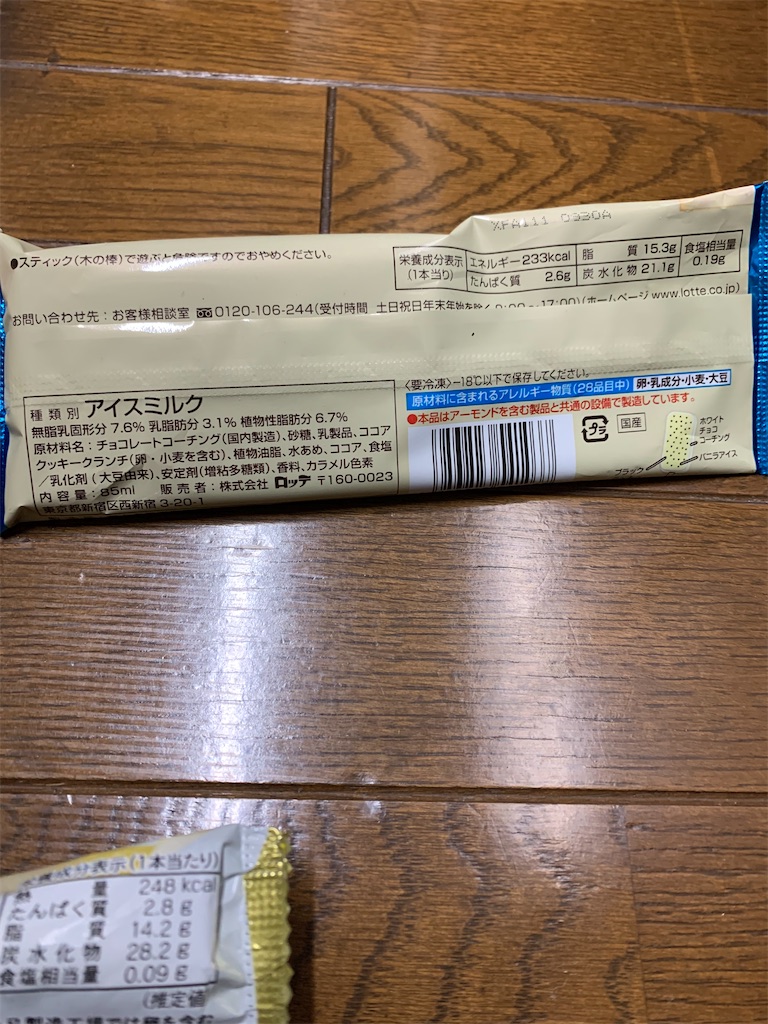 %FA111 0330A
●スティック(木の棒)で遊ぶと危険ですのでおやめください。
栄養成分表示(1本当り)
エネルギー233kcal
たんぱく質 2.6g
脂質 15.3g
炭水化物 21.1g
食塩相当量 0.19g
お問い合わせ先:お客様相談室 0120-106-244(受付時間 土日祝日年末年始を除く 9:00~17:00)(ホームページ www.lotte.co.jp)
<要冷凍>−18℃以下で保存してください。
種類別 アイスミルク
無脂乳固形分 7.6% 乳脂肪分 3.1% 植物性脂肪分 6.7%
原材料名:チョコレートコーチング(国内製造)、砂糖、乳製品、ココア
クッキークランチ(卵・小麦を含む)、植物油脂、水あめ、ココア、食塩
/乳化剤(大豆由来)、安定剤(増粘多糖類)、香料、カラメル色素
内容量:85ml 販売者:株式会社 ロッテ 〒160-0023
東京都新宿区西新宿3-20-1
原材料に含まれるアレルギー物質(28品目中) 卵・乳成分・小麦・大豆
●本品はアーモンドを含む製品と共通の設備で製造しています。
プラ
国産
ホワイト
チョコ
コーチング
バニラアイス
ブラック
栄養成分表示(1本当たり)
熱量 248 kcal
たんぱく質 2.8 g
脂質 14.2 g
炭水化物 28.2 g
食塩相当量 0.09 g
(推定値
製造工場では卵を含む